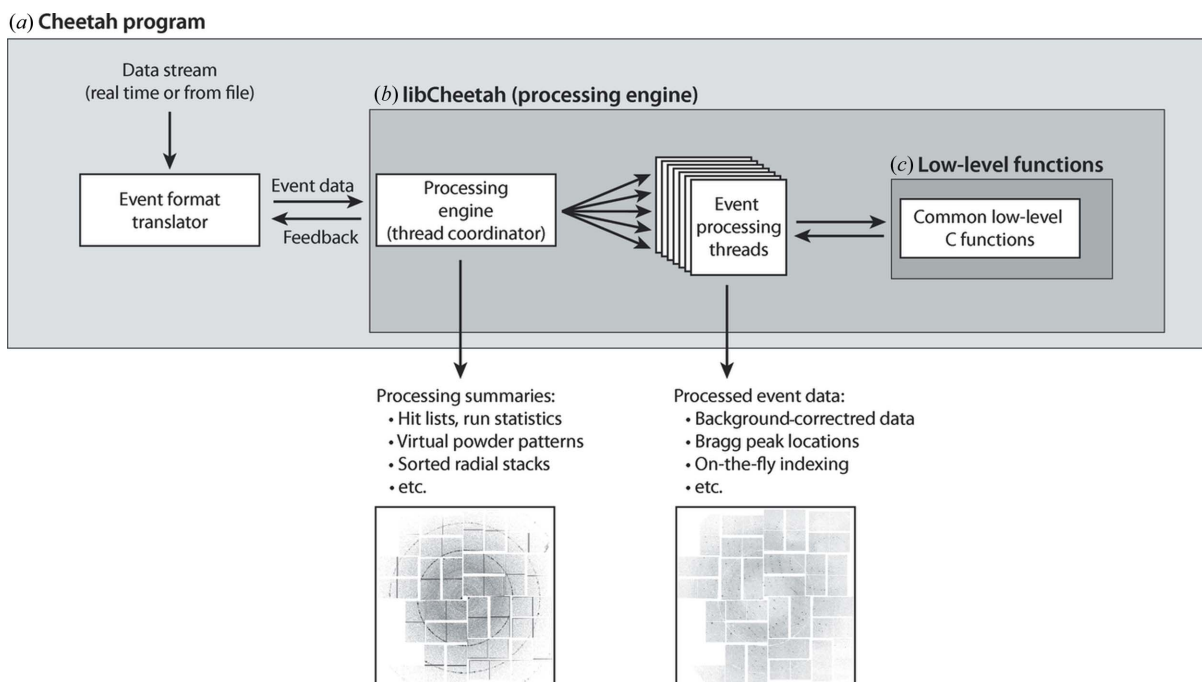 (a) Cheetah program
Data stream
(real time or from file)
(b) libCheetah (processing engine)
(c) Low-level functions
Event format
translator
Event data
Feedback
Processing
engine
(thread coordinator)
Event
processing
threads
Common low-level
C functions
Processing summaries:
• Hit lists, run statistics
• Virtual powder patterns
• Sorted radial stacks
• etc.
Processed event data:
• Background-correctred data
• Bragg peak locations
• On-the-fly indexing
• etc.